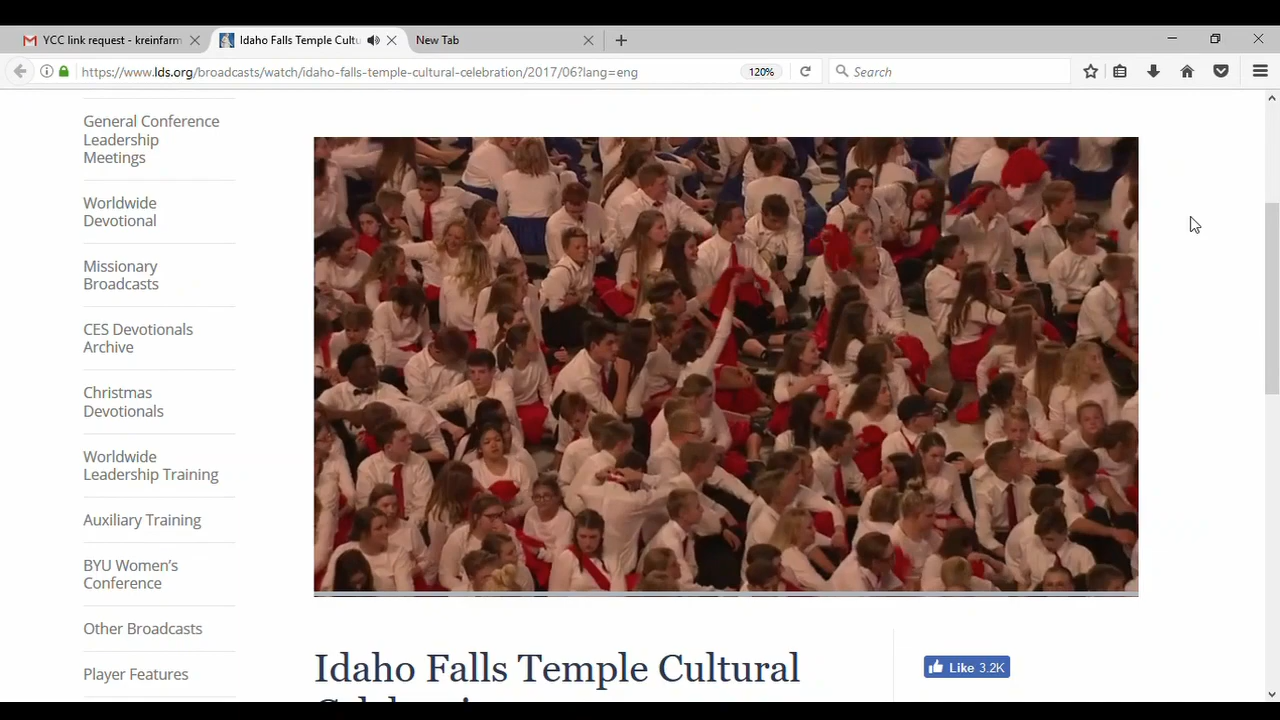 YCC link request - kreinfarm
Idaho Falls Temple Cultu
New Tab
https://www.lds.org/broadcasts/watch/idaho-falls-temple-cultural-celebration/2017/06?lang=eng
120%
Search
General Conference
Leadership
Meetings
Worldwide
Devotional
Missionary
Broadcasts
CES Devotionals
Archive
Christmas
Devotionals
Worldwide
Leadership Training
Auxiliary Training
BYU Women's
Conference
Other Broadcasts
Player Features
Idaho Falls Temple Cultural
Like 3.2K